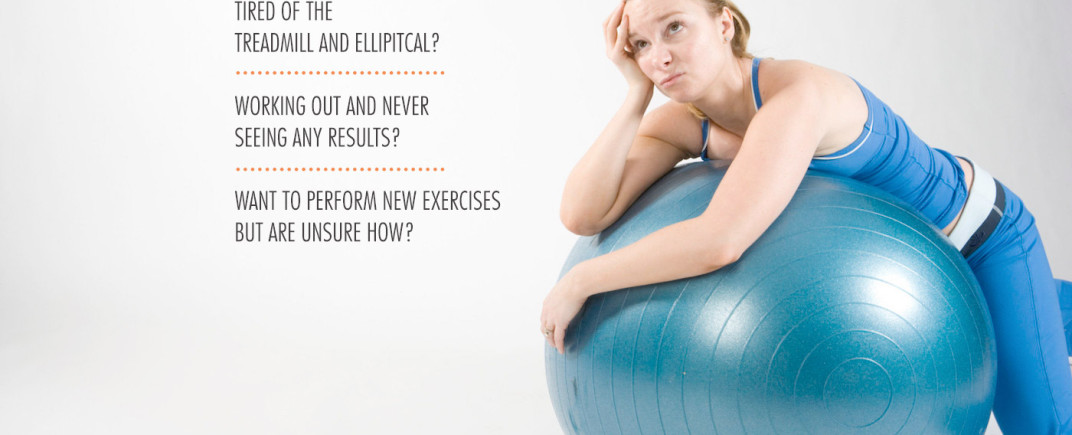 TIRED OF THE
TREADMILL AND ELLIPITCAL?
WORKING OUT AND NEVER
SEEING ANY RESULTS?
WANT TO PERFORM NEW EXERCISES
BUT ARE UNSURE HOW?